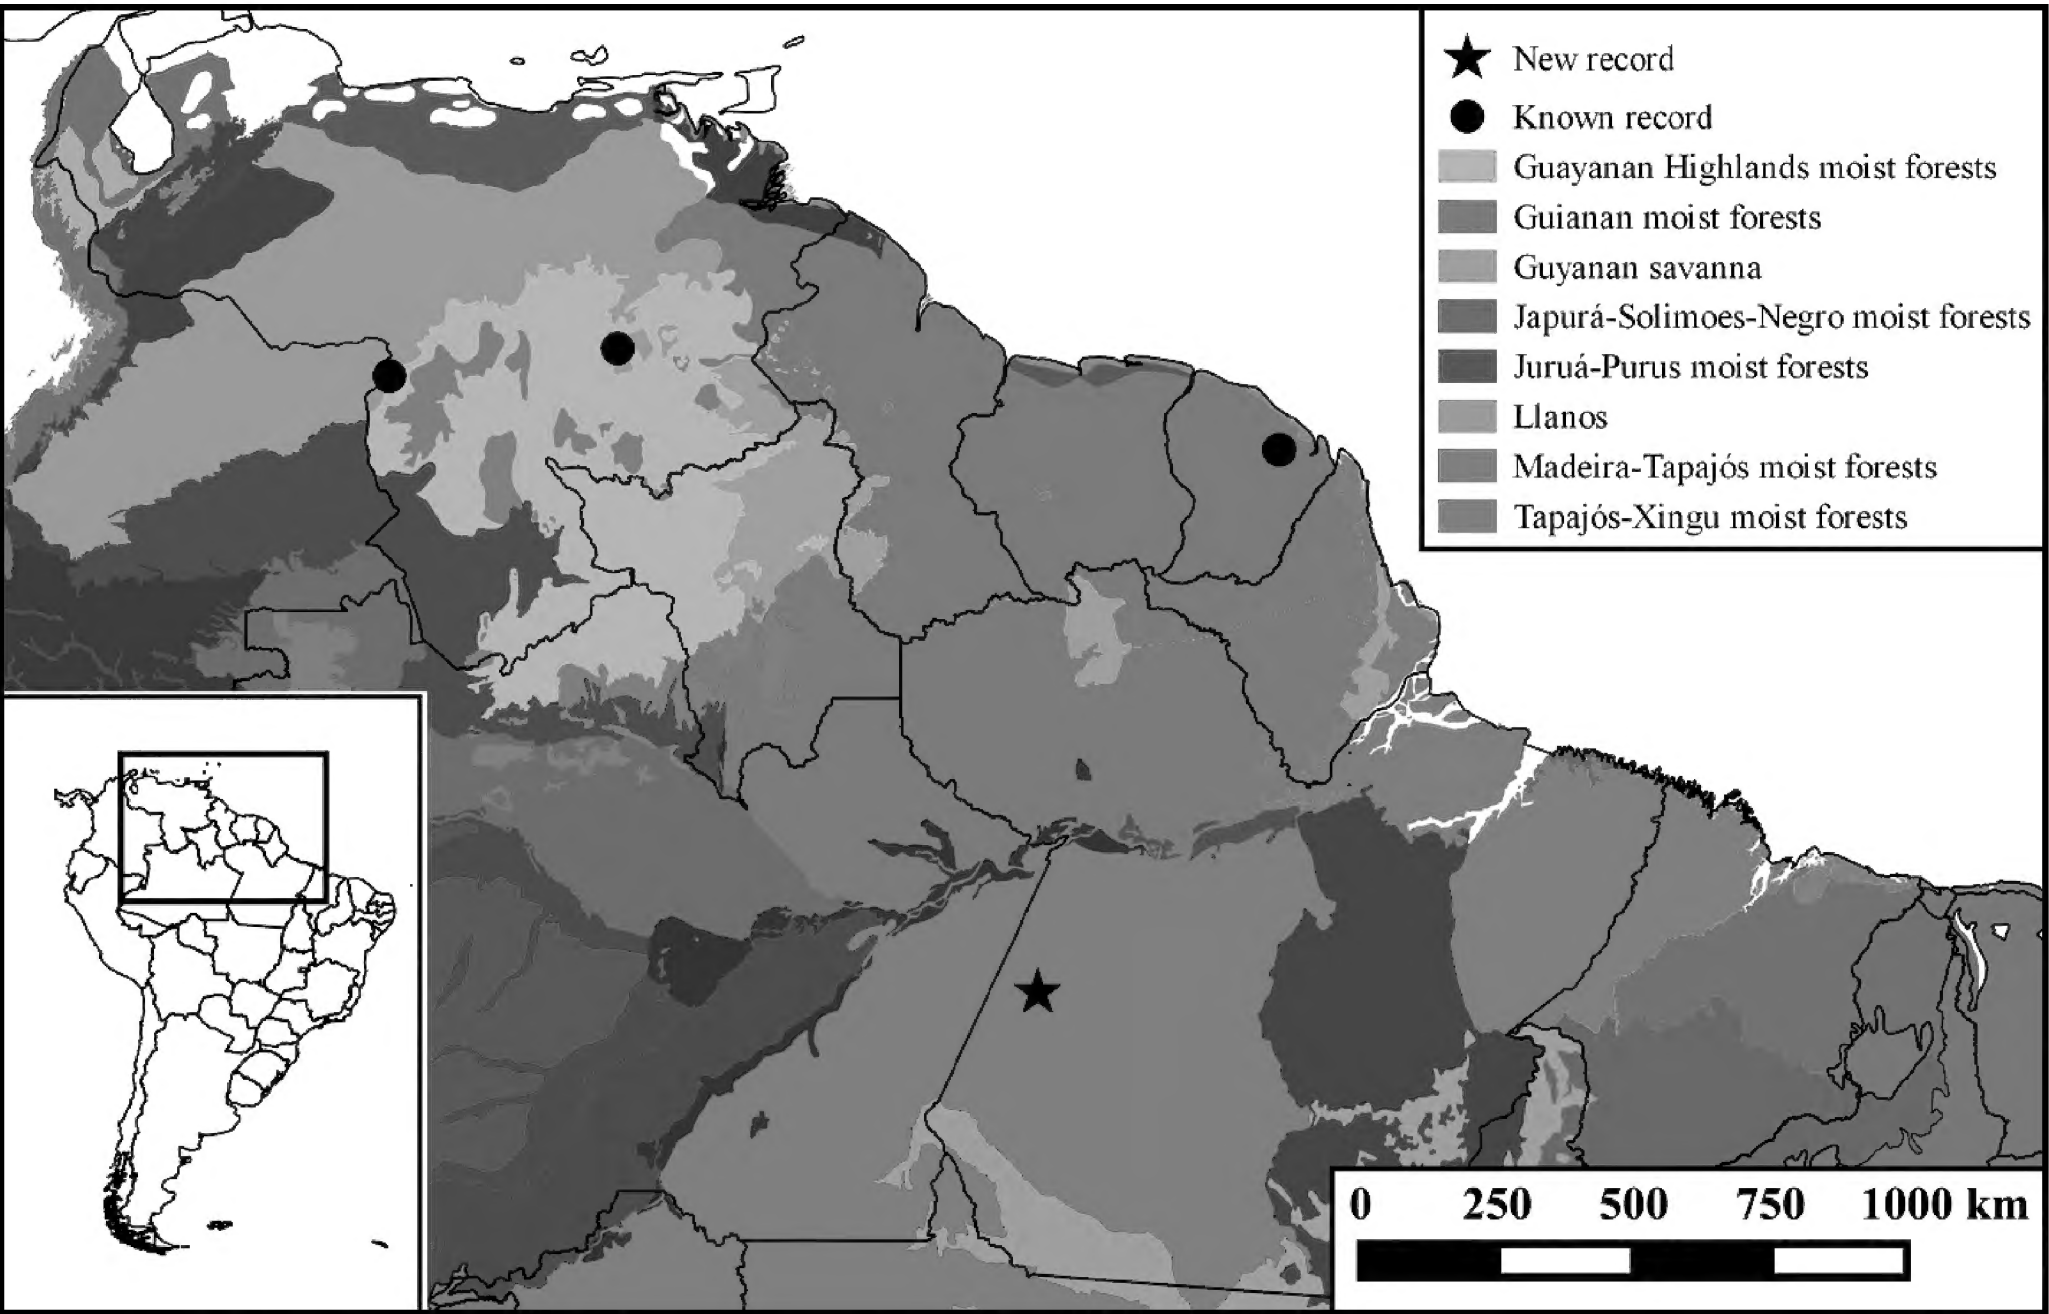 New record
Known record
Guayanan Highlands moist forests
Guianan moist forests
Guyanan savanna
Japurá-Solimoes-Negro moist forests
Juruá-Purus moist forests
Llanos
Madeira-Tapajós moist forests
Tapajós-Xingu moist forests
0 250 500 750 1000 km